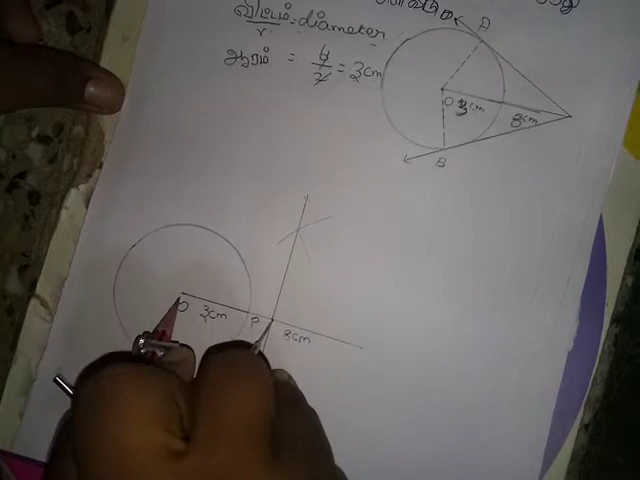 விட்டம் = diameter
r
ஆரம் = 6/2 = 3cm
A
O 3cm
8cm
B
O 3cm P 8cm